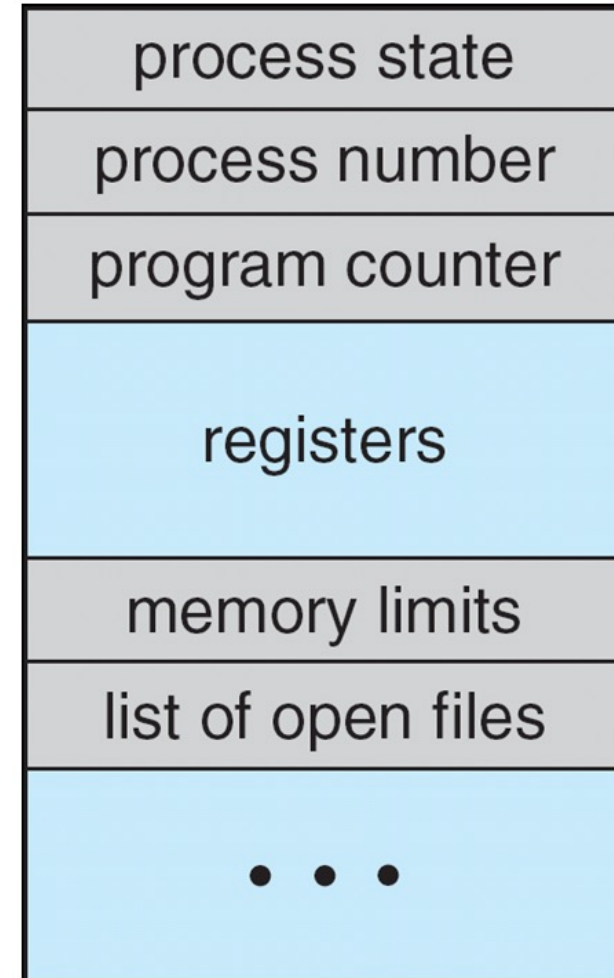 process state
process number
program counter
registers
memory limits
list of open files
• • •